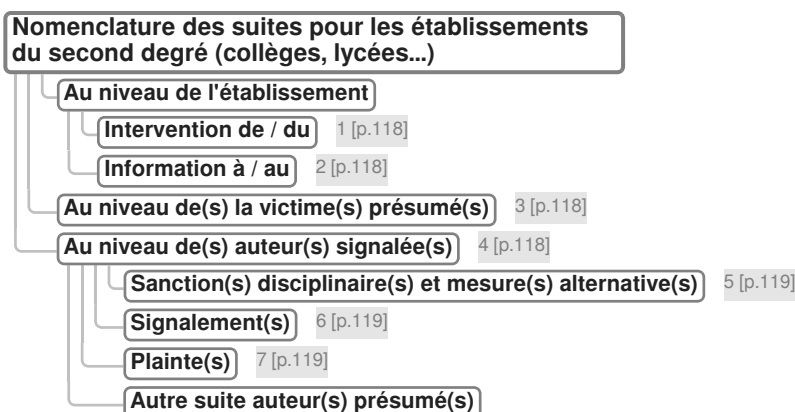 Nomenclature des suites pour les établissements
du second degré (collèges, lycées...)
Au niveau de l'établissement
Intervention de / du 1 [p.118]
Information à / au 2 [p.118]
Au niveau de(s) la victime(s) présumé(s) 3 [p.118]
Au niveau de(s) auteur(s) signalée(s) 4 [p.118]
Sanction(s) disciplinaire(s) et mesure(s) alternative(s) 5 [p.119]
Signalement(s) 6 [p.119]
Plainte(s) 7 [p.119]
Autre suite auteur(s) présumé(s)